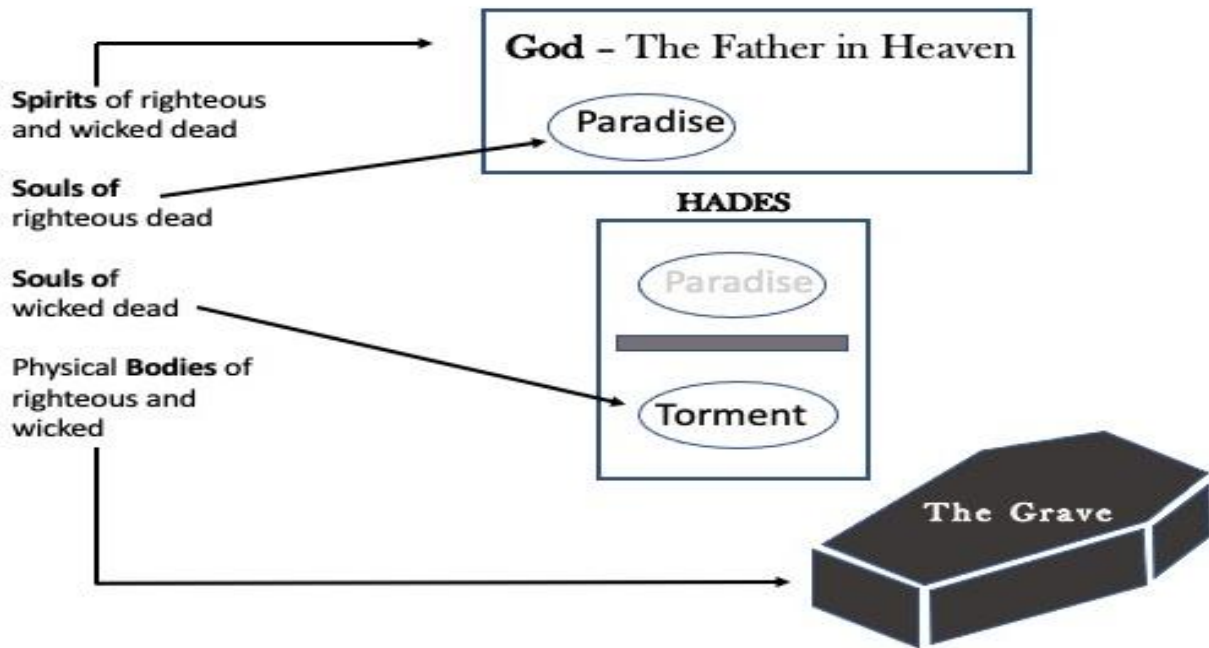 God – The Father in Heaven
Spirits of righteous
and wicked dead
Paradise
Souls of
righteous dead
HADES
Paradise
Souls of
wicked dead
Physical Bodies of
righteous and
wicked
Torment
The Grave